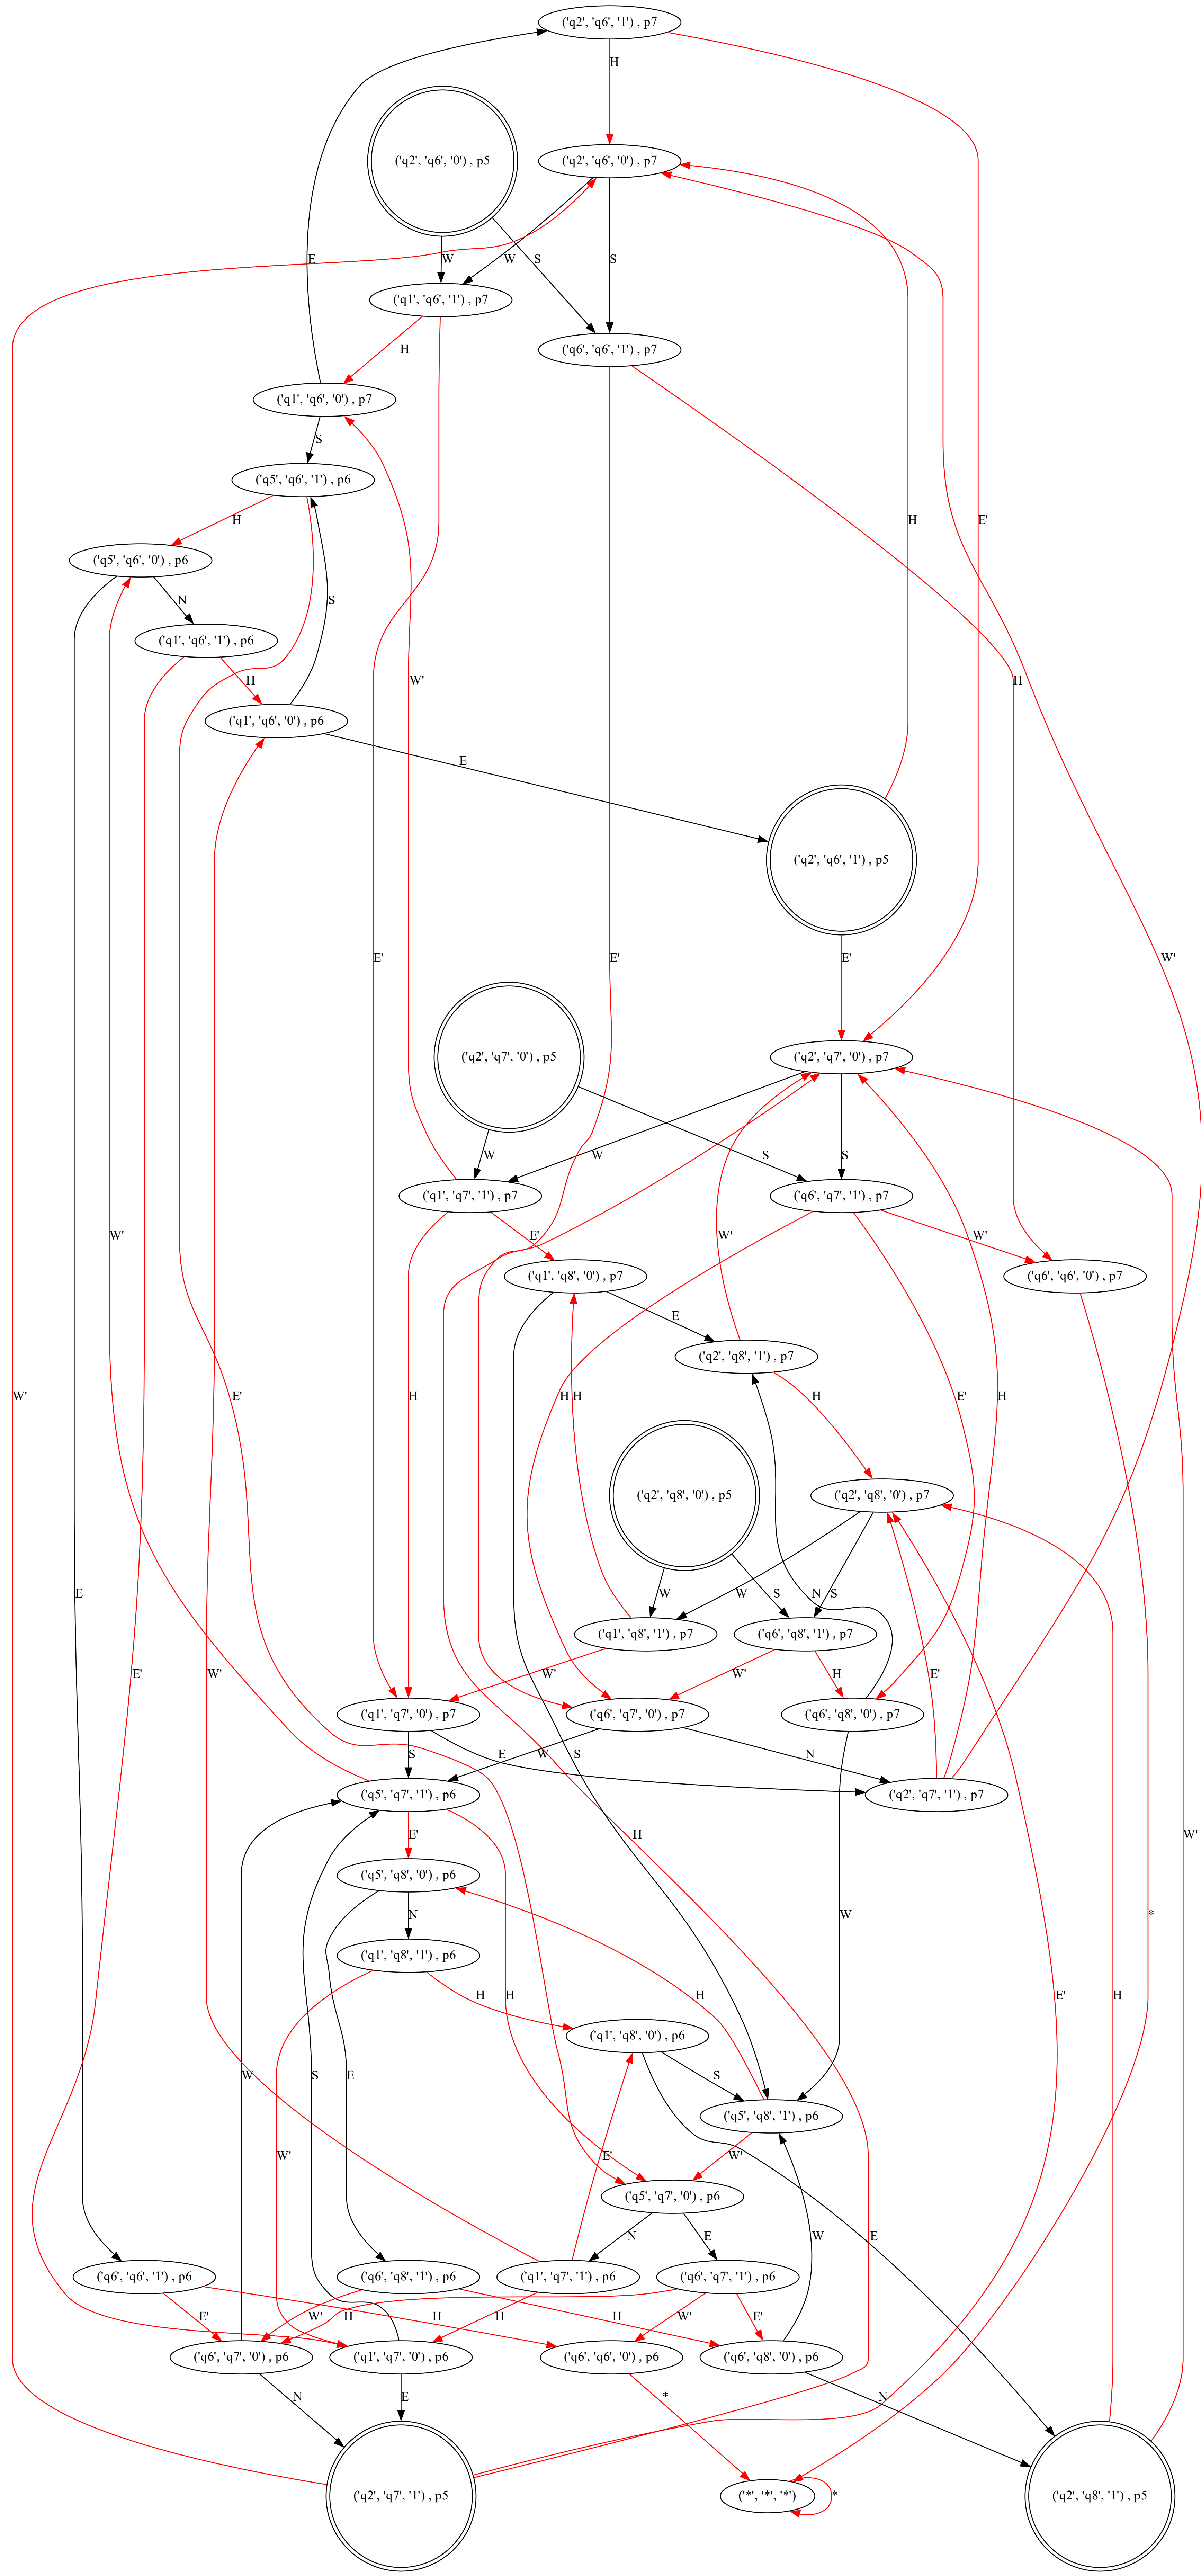 ('q2', 'q6', '1') , p7
H
('q2', 'q6', '0') , p5
('q2', 'q6', '0') , p7
E
W
S
W
S
('q1', 'q6', '1') , p7
('q6', 'q6', '1') , p7
H
('q1', 'q6', '0') , p7
S
('q5', 'q6', '1') , p6
H
H
E'
('q5', 'q6', '0') , p6
N
S
('q1', 'q6', '1') , p6
H
W'
H
('q1', 'q6', '0') , p6
E
('q2', 'q6', '1') , p5
E'
E'
E'
W'
('q2', 'q7', '0') , p5
('q2', 'q7', '0') , p7
W
W
S
S
('q1', 'q7', '1') , p7
('q6', 'q7', '1') , p7
W'
E'
W'
W'
('q1', 'q8', '0') , p7
('q6', 'q6', '0') , p7
E
('q2', 'q8', '1') , p7
W'
E'
H
H
H
H
E'
H
('q2', 'q8', '0') , p5
('q2', 'q8', '0') , p7
E
W
S
W
N
S
('q1', 'q8', '1') , p7
('q6', 'q8', '1') , p7
E'
W'
W'
W'
H
E'
('q1', 'q7', '0') , p7
('q6', 'q7', '0') , p7
('q6', 'q8', '0') , p7
S
E
W
S
N
('q5', 'q7', '1') , p6
('q2', 'q7', '1') , p7
E'
H
W'
('q5', 'q8', '0') , p6
N
W
*
('q1', 'q8', '1') , p6
H
H
H
E'
H
('q1', 'q8', '0') , p6
W
S
E
S
('q5', 'q8', '1') , p6
W'
E'
W'
E
('q5', 'q7', '0') , p6
N
E
W
('q6', 'q6', '1') , p6
('q6', 'q8', '1') , p6
('q1', 'q7', '1') , p6
('q6', 'q7', '1') , p6
E'
W'
H
H
H
H
W'
E'
('q6', 'q7', '0') , p6
('q1', 'q7', '0') , p6
('q6', 'q6', '0') , p6
('q6', 'q8', '0') , p6
N
E
*
N
('q2', 'q7', '1') , p5
('*', '*', '*')
*
('q2', 'q8', '1') , p5